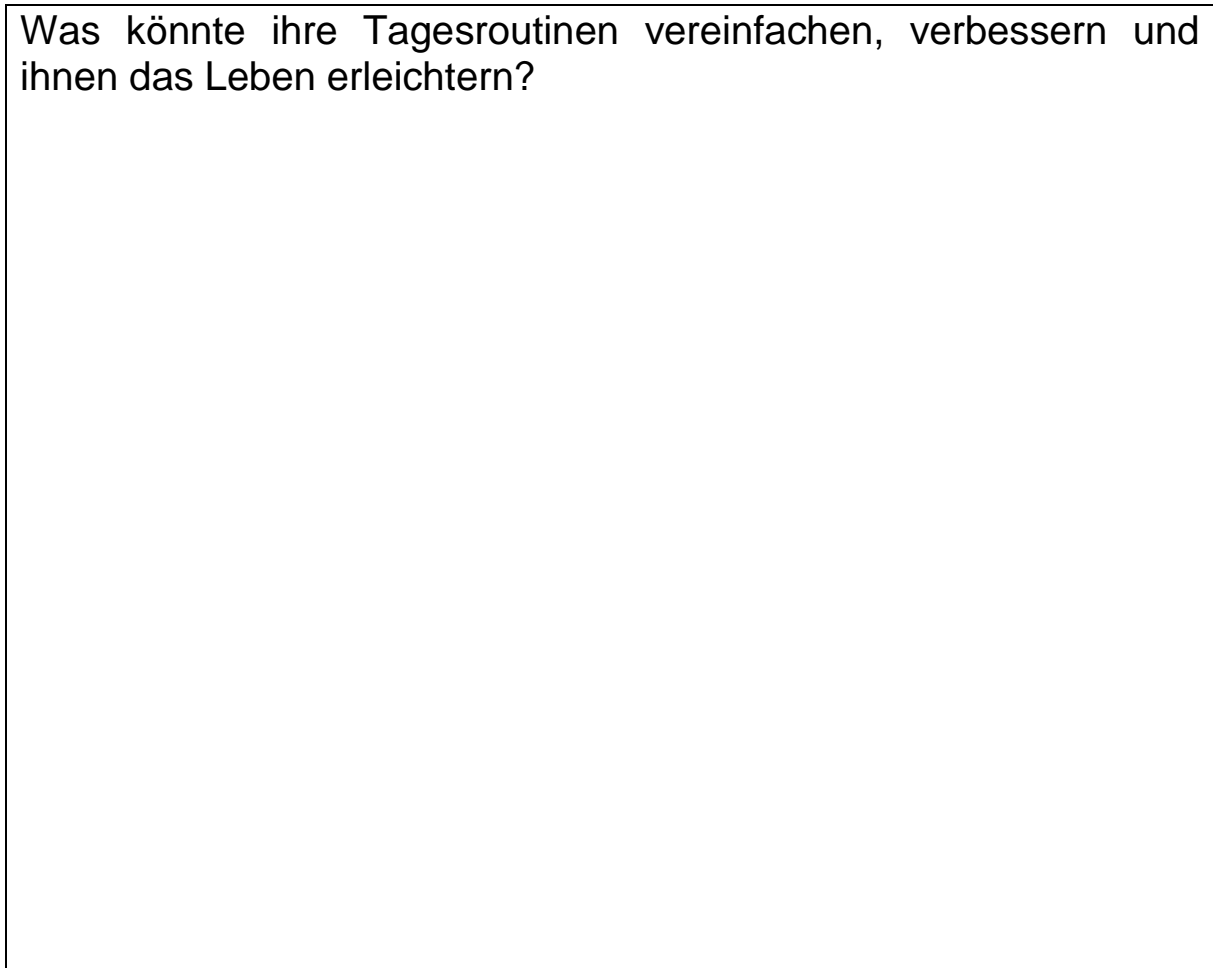 Was könnte ihre Tagesroutinen vereinfachen, verbessern und
ihnen das Leben erleichtern?